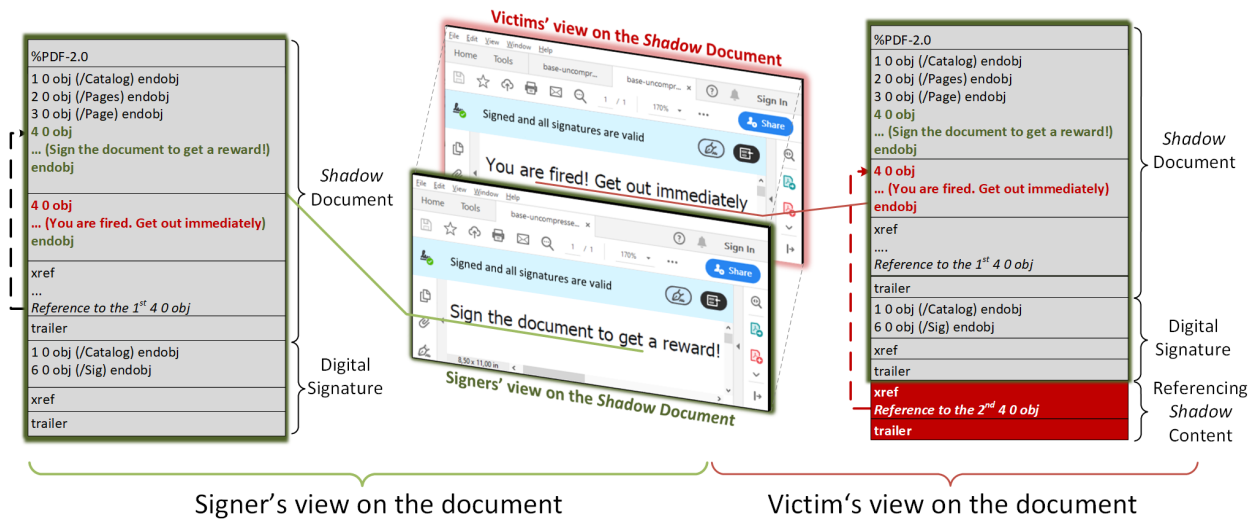 %PDF-2.0
1 0 obj (/Catalog) endobj
2 0 obj (/Pages) endobj
3 0 obj (/Page) endobj
4 0 obj
... (Sign the document to get a reward!)
endobj
4 0 obj
... (You are fired. Get out immediately)
endobj
xref
...
Reference to the 1st 4 0 obj
trailer
1 0 obj (/Catalog) endobj
6 0 obj (/Sig) endobj
xref
trailer
Shadow
Document
Digital
Signature
Victims' view on the Shadow Document
File Edit View Window Help
Home Tools base-uncompr... base-uncompr... × Sign In
1 / 1 170% ... Share
Signed and all signatures are valid
You are fired! Get out immediately
File Edit View Window Help
Home Tools base-uncompresse... × Sign In
1 / 1 170% ... Share
Signed and all signatures are valid
Sign the document to get a reward!
8,50 x 11,00 in
Signers' view on the Shadow Document
%PDF-2.0
1 0 obj (/Catalog) endobj
2 0 obj (/Pages) endobj
3 0 obj (/Page) endobj
4 0 obj
... (Sign the document to get a reward!)
endobj
4 0 obj
... (You are fired. Get out immediately)
endobj
xref
....
Reference to the 1st 4 0 obj
trailer
1 0 obj (/Catalog) endobj
6 0 obj (/Sig) endobj
xref
trailer
xref
Reference to the 2nd 4 0 obj
trailer
Shadow
Document
Digital
Signature
Referencing
Shadow
Content
Signer's view on the document
Victim‘s view on the document